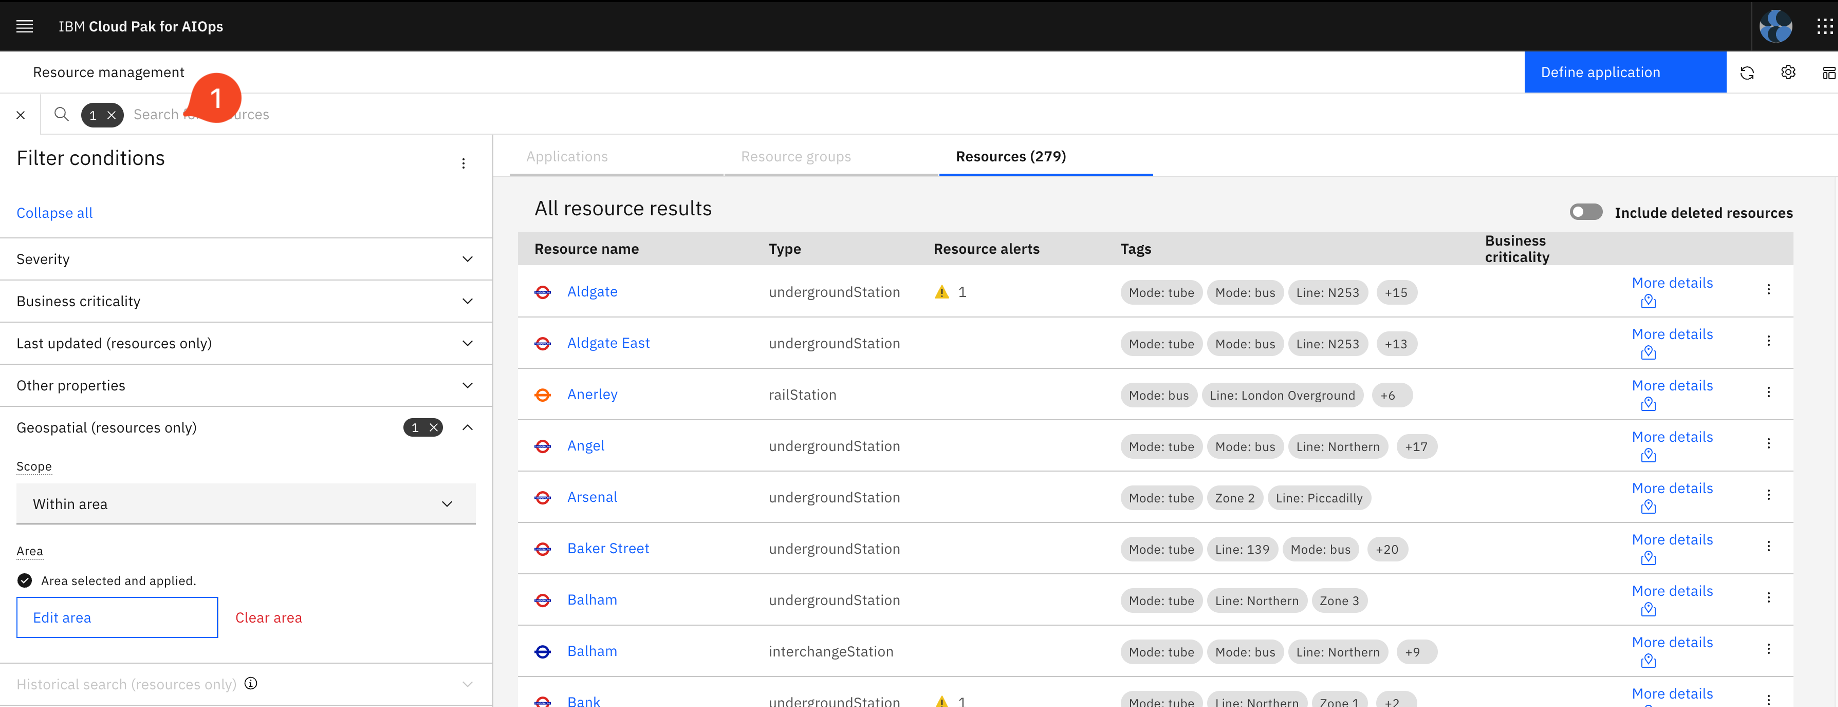 IBM Cloud Pak for AIOps
Resource management
Define application
1
1
Search for resources
Filter conditions
Collapse all
Severity
Business criticality
Last updated (resources only)
Other properties
Geospatial (resources only)
1
Scope
Within area
Area
Area selected and applied.
Edit area
Clear area
Historical search (resources only)
Applications
Resource groups
Resources (279)
All resource results
Include deleted resources
Resource name
Type
Resource alerts
Tags
Business
criticality
Aldgate
undergroundStation
1
Mode: tube
Mode: bus
Line: N253
+15
More details
Aldgate East
undergroundStation
Mode: tube
Mode: bus
Line: N253
+13
More details
Anerley
railStation
Mode: bus
Line: London Overground
+6
More details
Angel
undergroundStation
Mode: tube
Mode: bus
Line: Northern
+17
More details
Arsenal
undergroundStation
Mode: tube
Zone 2
Line: Piccadilly
More details
Baker Street
undergroundStation
Mode: tube
Line: 139
Mode: bus
+20
More details
Balham
undergroundStation
Mode: tube
Line: Northern
Zone 3
More details
Balham
interchangeStation
Mode: tube
Mode: bus
Line: Northern
+9
More details
Bank
undergroundStation
1
Mode: tube
Line: Northern
Zone 1
+2
More details